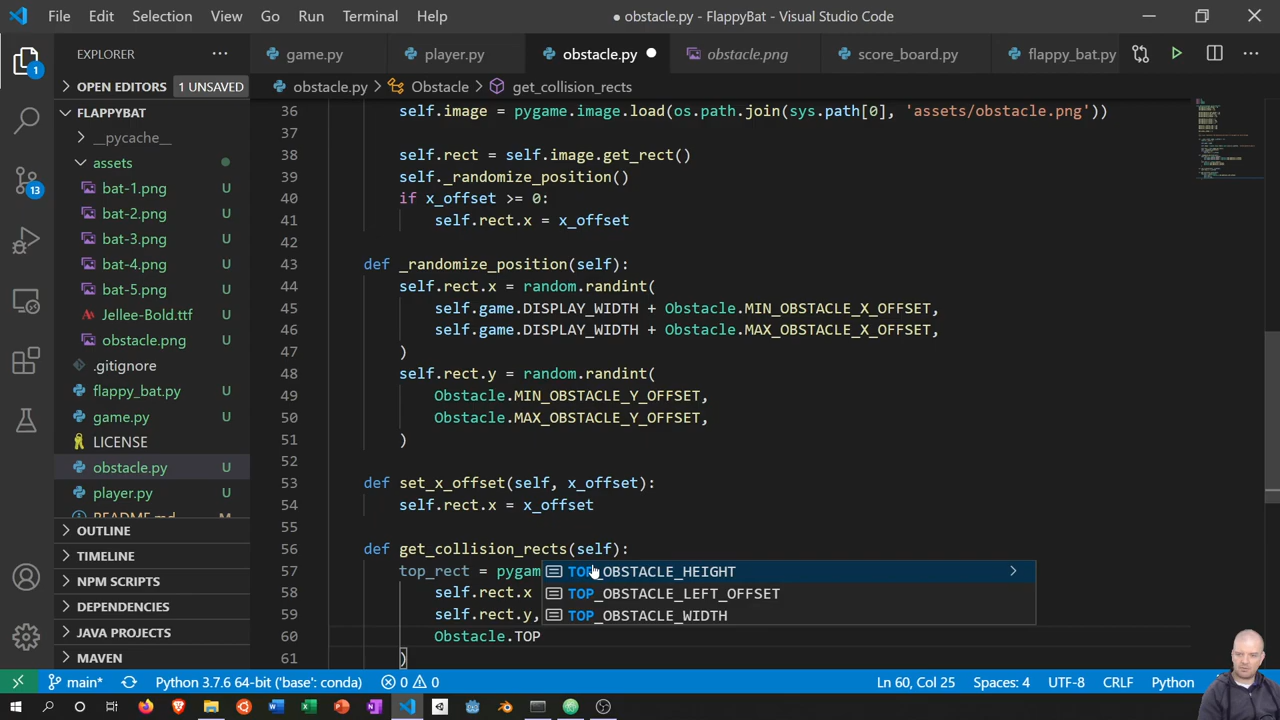 File Edit Selection View Go Run Terminal Help
● obstacle.py - FlappyBat - Visual Studio Code
EXPLORER
game.py
player.py
obstacle.py
obstacle.png
score_board.py
flappy_bat.py
OPEN EDITORS 1 UNSAVED
obstacle.py > Obstacle > get_collision_rects
FLAPPYBAT
__pycache__
assets
bat-1.png U
bat-2.png U
bat-3.png U
bat-4.png U
bat-5.png U
Jellee-Bold.ttf U
obstacle.png U
.gitignore
flappy_bat.py U
game.py U
LICENSE
obstacle.py U
player.py U
README.md
OUTLINE
TIMELINE
NPM SCRIPTS
DEPENDENCIES
JAVA PROJECTS
MAVEN
1
13
36 self.image = pygame.image.load(os.path.join(sys.path[0], 'assets/obstacle.png'))
37
38 self.rect = self.image.get_rect()
39 self._randomize_position()
40 if x_offset >= 0:
41 self.rect.x = x_offset
42
43 def _randomize_position(self):
44 self.rect.x = random.randint(
45 self.game.DISPLAY_WIDTH + Obstacle.MIN_OBSTACLE_X_OFFSET,
46 self.game.DISPLAY_WIDTH + Obstacle.MAX_OBSTACLE_X_OFFSET,
47 )
48 self.rect.y = random.randint(
49 Obstacle.MIN_OBSTACLE_Y_OFFSET,
50 Obstacle.MAX_OBSTACLE_Y_OFFSET,
51 )
52
53 def set_x_offset(self, x_offset):
54 self.rect.x = x_offset
55
56 def get_collision_rects(self):
57 top_rect = pygam
58 self.rect.x
59 self.rect.y,
60 Obstacle.TOP
61 )
TOP_OBSTACLE_HEIGHT
TOP_OBSTACLE_LEFT_OFFSET
TOP_OBSTACLE_WIDTH
main* Python 3.7.6 64-bit ('base': conda) 0 0 Ln 60, Col 25 Spaces: 4 UTF-8 CRLF Python